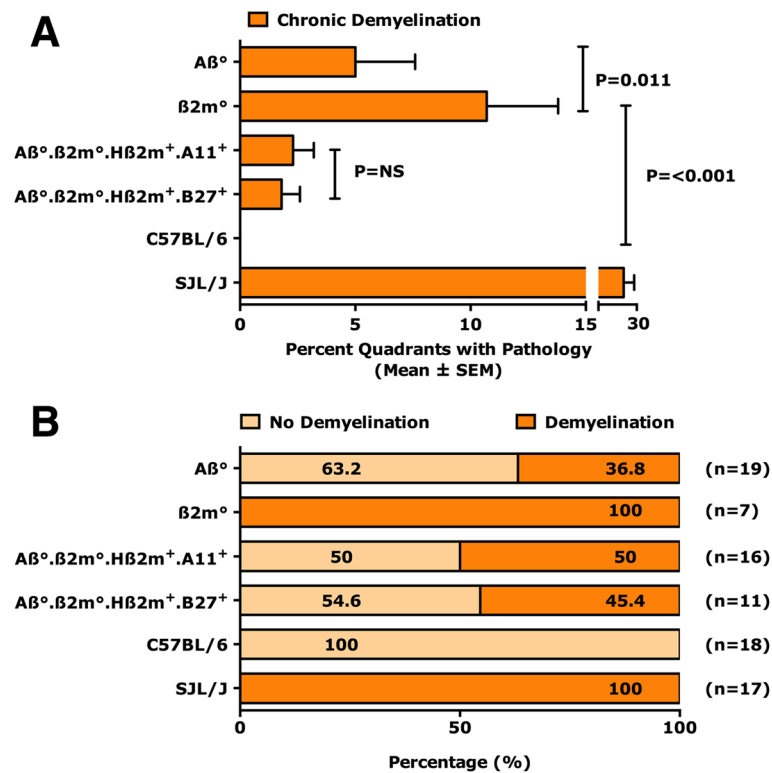 A
Chronic Demyelination
Aß°
ß2m°
Aß°.ß2m°.Hß2m⁺.A11⁺
Aß°.ß2m°.Hß2m⁺.B27⁺
C57BL/6
SJL/J
P=0.011
P=NS
P=<0.001
0 5 10 15 30
Percent Quadrants with Pathology
(Mean ± SEM)
B
No Demyelination Demyelination
Aß° 63.2 36.8 (n=19)
ß2m° 100 (n=7)
Aß°.ß2m°.Hß2m⁺.A11⁺ 50 50 (n=16)
Aß°.ß2m°.Hß2m⁺.B27⁺ 54.6 45.4 (n=11)
C57BL/6 100 (n=18)
SJL/J 100 (n=17)
0 50 100
Percentage (%)